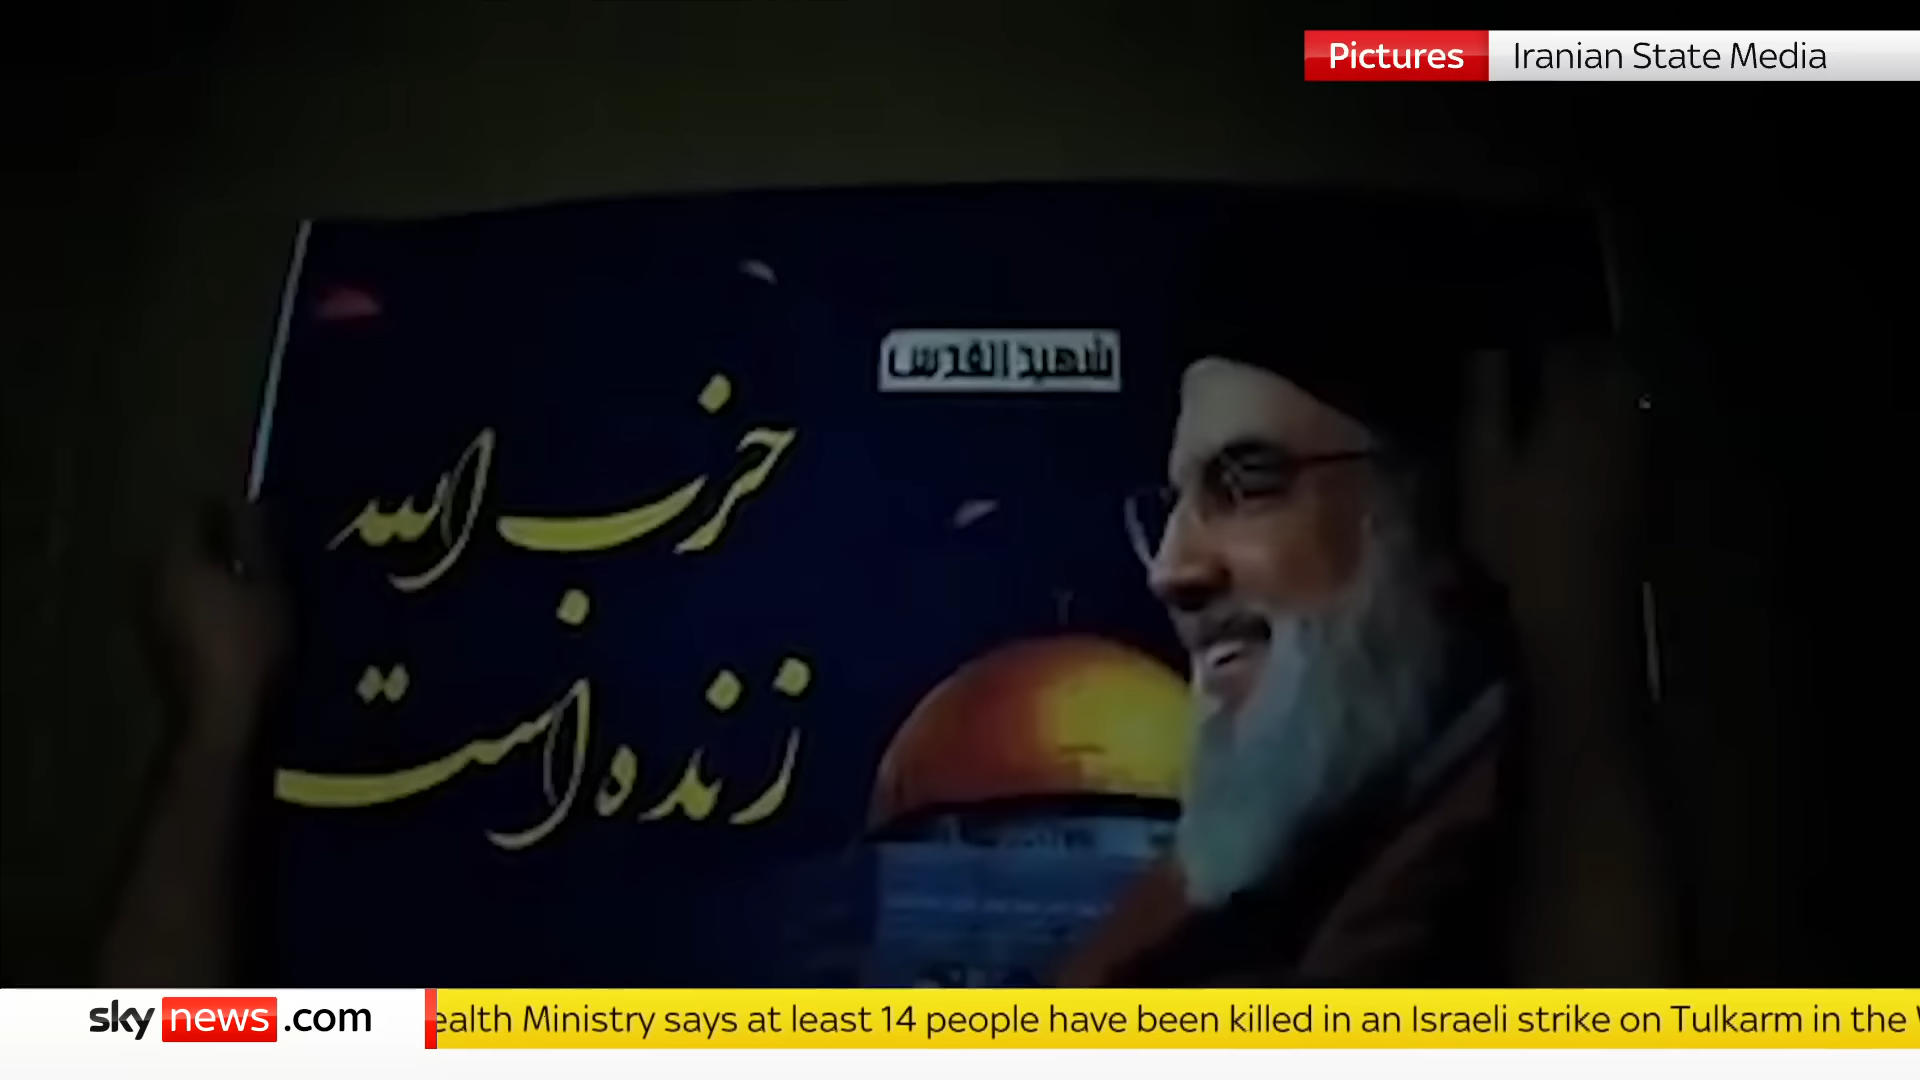 Pictures Iranian State Media
شهید القدس
حزب الله
زنده است
sky news .com
ealth Ministry says at least 14 people have been killed in an Israeli strike on Tulkarm in the